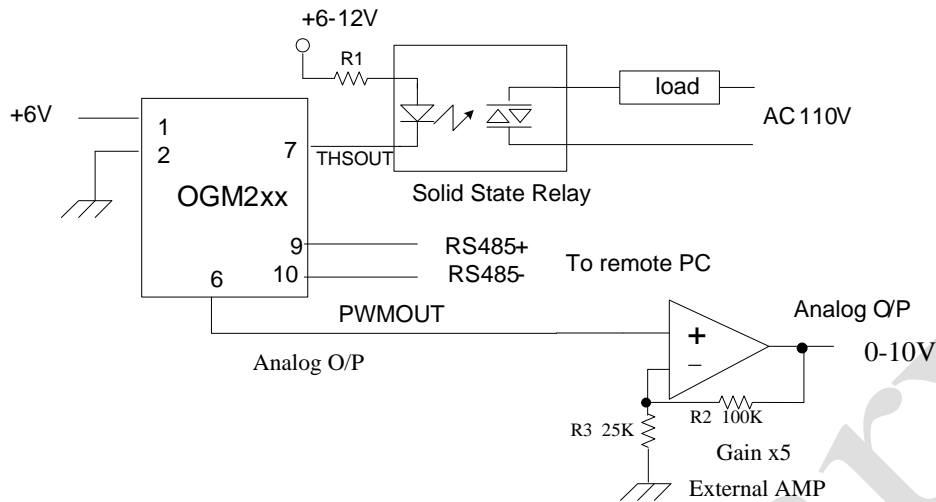 +6-12V
R1
load
+6V
1
2
7
THSOUT
AC 110V
OGM2xx
Solid State Relay
9
RS485+
10
RS485-
To remote PC
6
PWMOUT
Analog O/P
Analog O/P
+
−
0-10V
R2 100K
R3 25K
Gain x5
External AMP